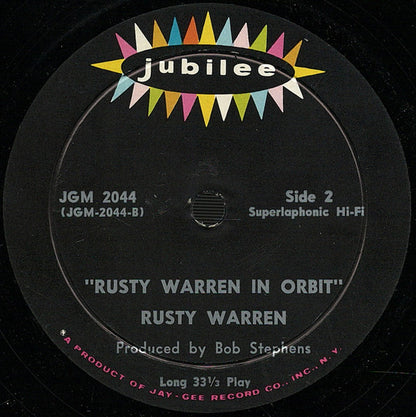 jubilee
JGM 2044
(JGM-2044-B)
Side 2
Superlaphonic Hi-Fi
"RUSTY WARREN IN ORBIT"
RUSTY WARREN
Produced by Bob Stephens
Long 33⅓ Play
A PRODUCT OF JAY-GEE RECORD CO., INC., N. Y.